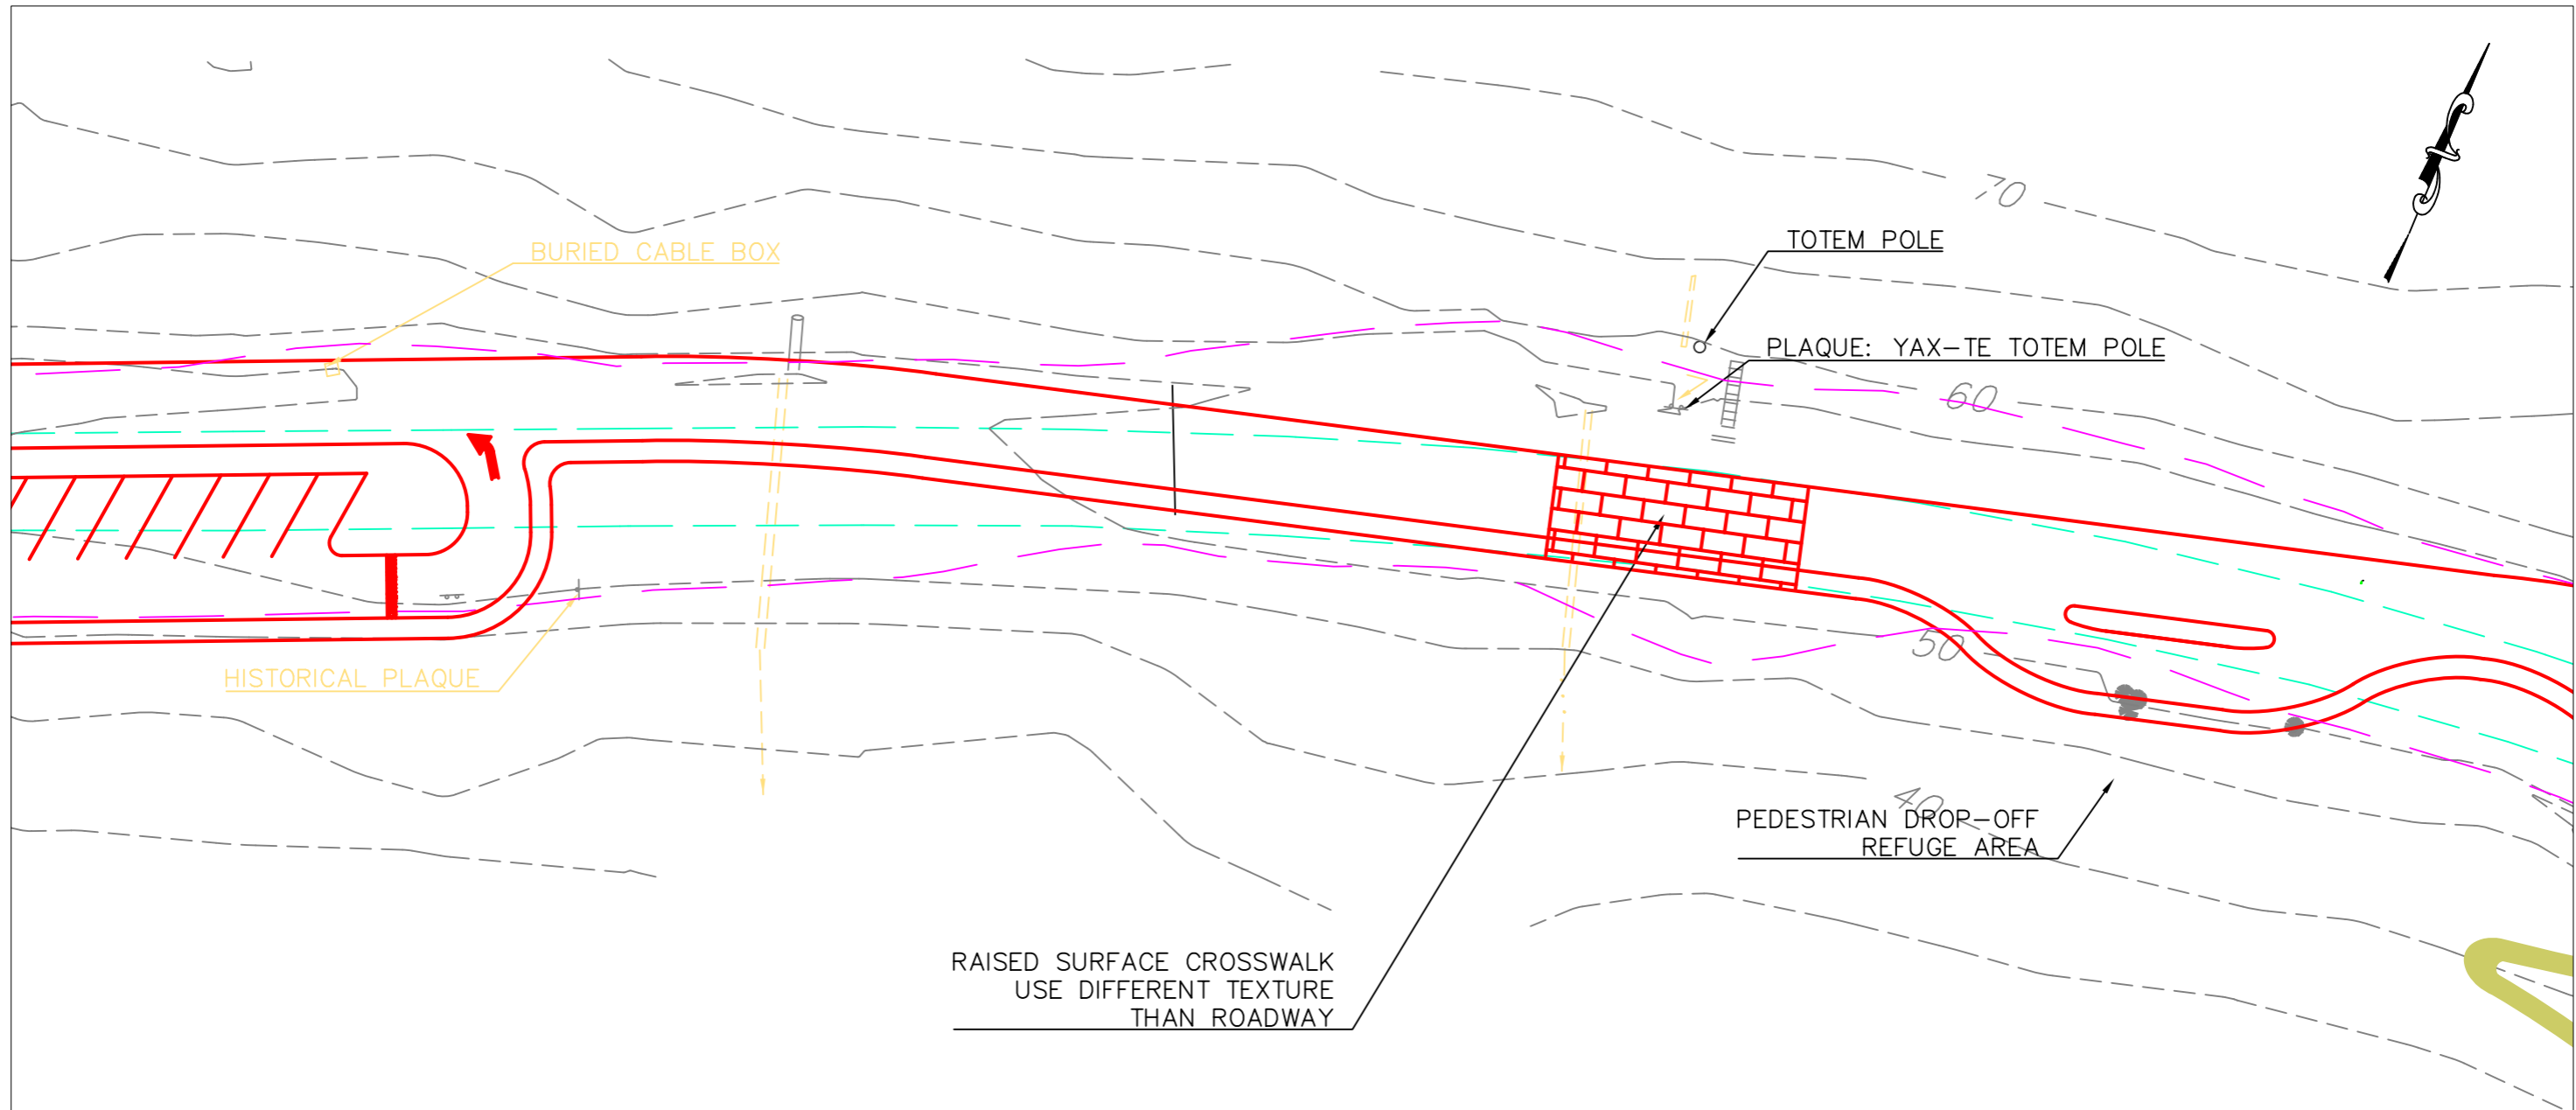 70
TOTEM POLE
BURIED CABLE BOX
PLAQUE: YAX-TE TOTEM POLE
60
50
HISTORICAL PLAQUE
40
PEDESTRIAN DROP-OFF
REFUGE AREA
RAISED SURFACE CROSSWALK
USE DIFFERENT TEXTURE
THAN ROADWAY